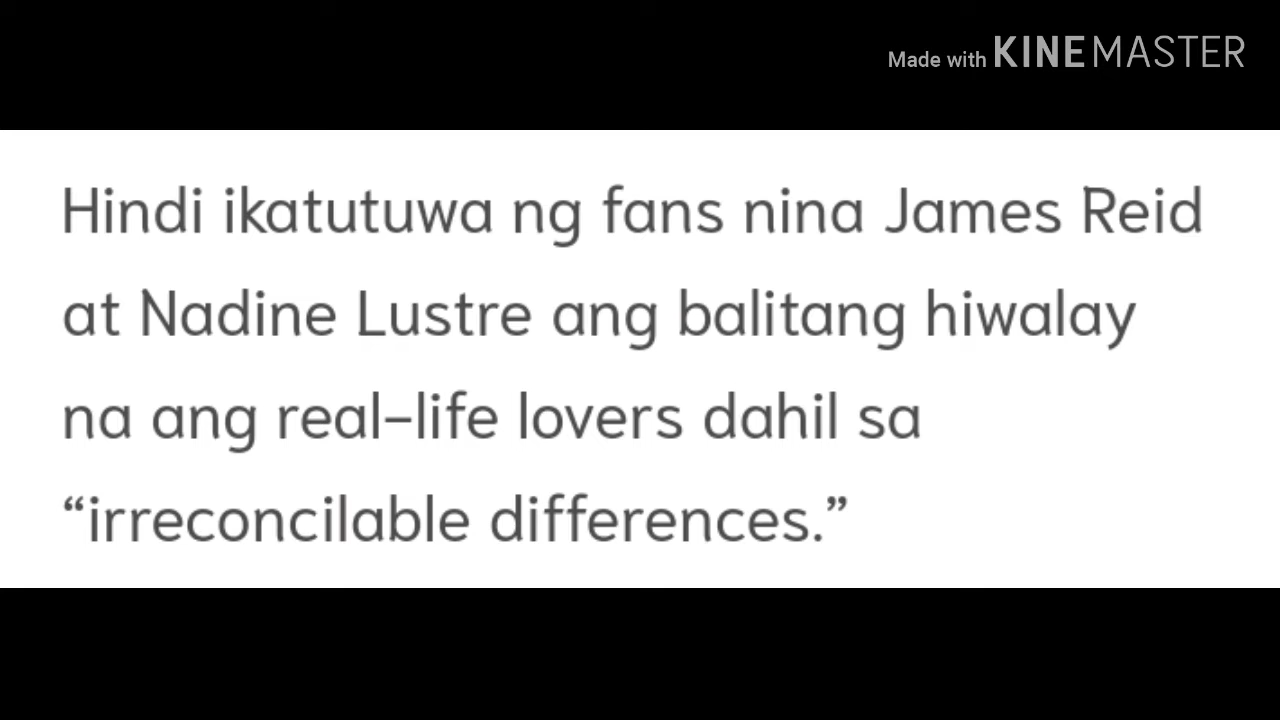 Made with KINEMASTER
Hindi ikatutuwa ng fans nina James Reid
at Nadine Lustre ang balitang hiwalay
na ang real-life lovers dahil sa
“irreconcilable differences.”